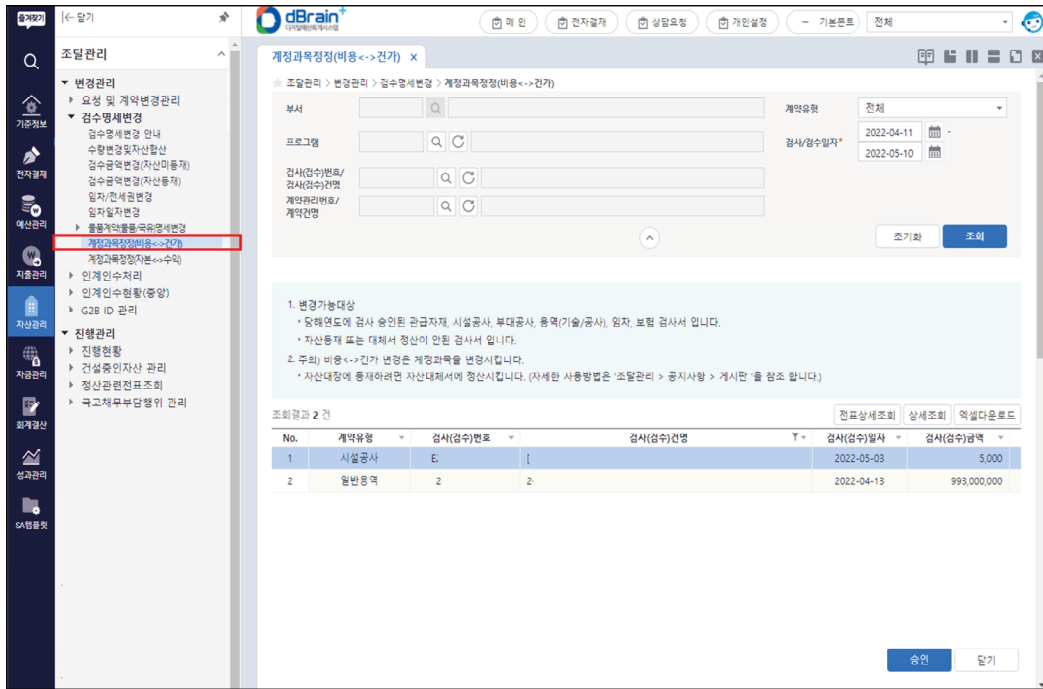 즐겨찾기
닫기
dBrain+
디지털예산회계시스템
메 인
전자결재
상담요청
개인설정
- 기본폰트
전체
기준정보
전자결재
예산관리
지출관리
자산관리
자금관리
회계결산
성과관리
SA템플릿
조달관리
변경관리
요청 및 계약변경관리
검수명세변경
검수명세변경 안내
수량변경및자산합산
검수금액변경(자산미등재)
검수금액변경(자산등재)
임차/전세권변경
임차일자변경
물품계약(물품/국유)명세변경
계정과목정정(비용<->건가)
계정과목정정(자본<->수익)
인계인수처리
인계인수현황(중앙)
G2B ID 관리
진행관리
진행현황
건설중인자산 관리
정산관련전표조회
국고채무부담행위 관리
계정과목정정(비용<->건가) x
조달관리 > 변경관리 > 검수명세변경 > 계정과목정정(비용<->건가)
부서
계약유형
전체
프로그램
검사/검수일자*
2022-04-11 -
2022-05-10
검사(검수)번호/
검사(검수)건명
계약관리번호/
계약건명
초기화
조회
1. 변경가능대상
* 당해연도에 검사 승인된 관급자재, 시설공사, 부대공사, 용역(기술/공사), 임차, 보험 검사서 입니다.
* 자산등재 또는 대체서 정산이 안된 검사서 입니다.
2. 주의) 비용<->건가 변경은 계정과목을 변경시킵니다.
* 자산대장에 등재하려면 자산대체서에 정산시킵니다. (자세한 사용방법은 '조달관리 > 공지사항 > 게시판 '을 참조 합니다.)
조회결과 2 건
전표상세조회
상세조회
엑셀다운로드
No. 계약유형 검사(검수)번호 검사(검수)건명 검사(검수)일자 검사(검수)금액
1 시설공사 E: [ 2022-05-03 5,000
2 일반용역 2 2 2022-04-13 993,000,000
승인
닫기